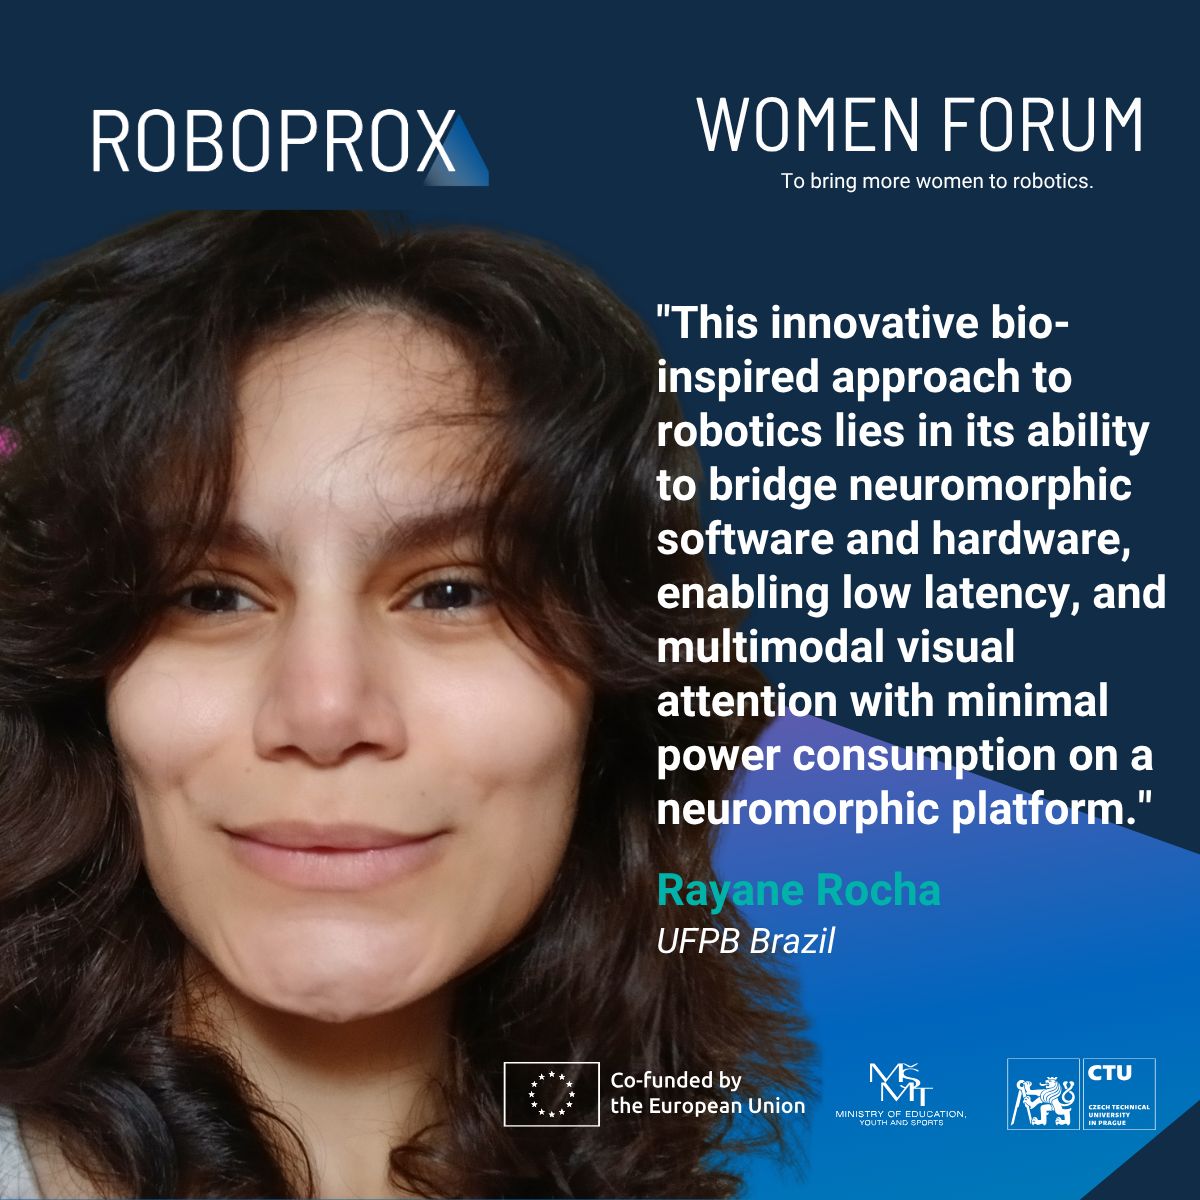 ROBOPROX
WOMEN FORUM
To bring more women to robotics.
"This innovative bio-
inspired approach to
robotics lies in its ability
to bridge neuromorphic
software and hardware,
enabling low latency, and
multimodal visual
attention with minimal
power consumption on a
neuromorphic platform."
Rayane Rocha
UFPB Brazil
Co-funded by
the European Union
MŠMT
MINISTRY OF EDUCATION,
YOUTH AND SPORTS
CTU
CZECH TECHNICAL
UNIVERSITY
IN PRAGUE